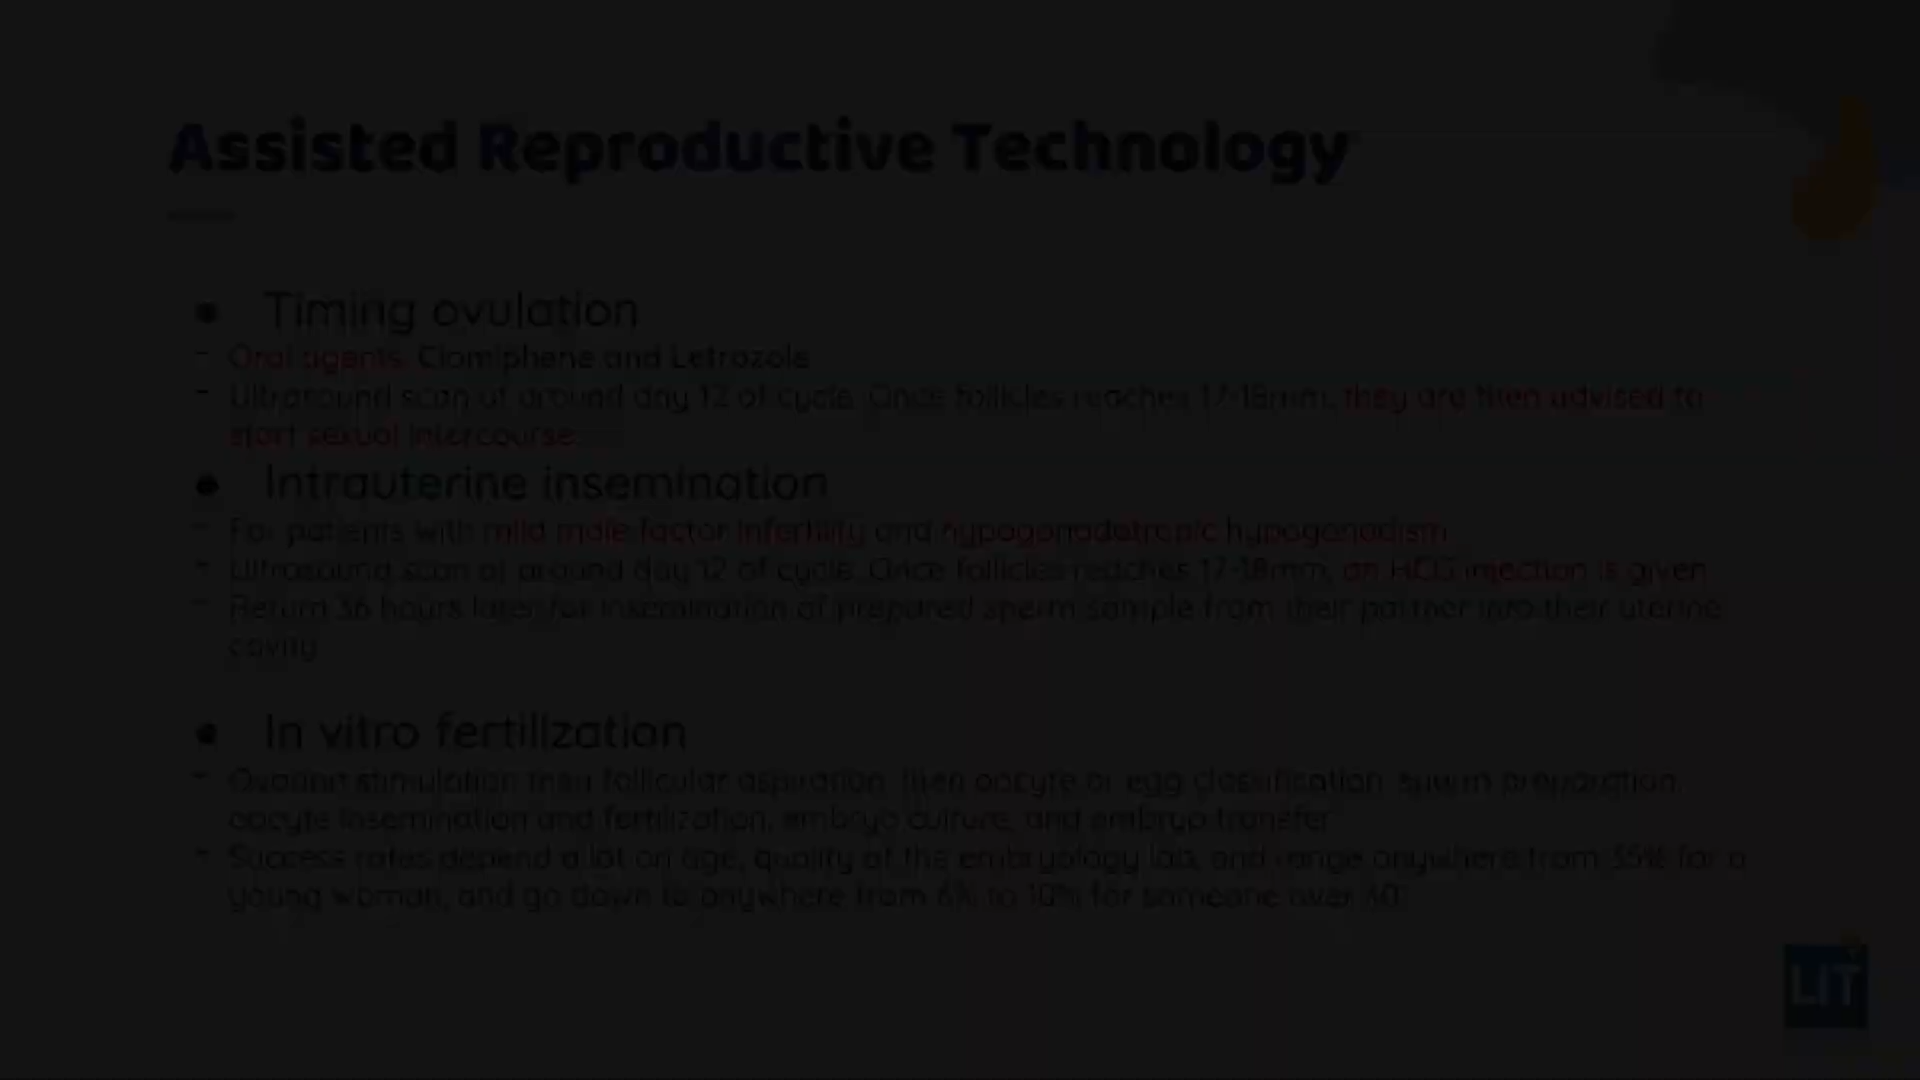 Assisted Reproductive Technology
● Timing ovulation
- Oral agents: Clomiphene and Letrozole
- Ultrasound scan at around day 12 of cycle. Once follicles reaches 17-18mm, they are then advised to
start sexual intercourse.
● Intrauterine insemination
- For patients with mild male factor infertility and hypogonadotropic hypogonadism
- Ultrasound scan at around day 12 of cycle. Once follicles reaches 17-18mm, an HCG injection is given
- Return 36 hours later for insemination of prepared sperm sample from their partner into their uterine
cavity
● In vitro fertilization
- Ovarian stimulation then follicular aspiration, then oocyte or egg classification, sperm preparation,
oocyte insemination and fertilization, embryo culture, and embryo transfer
- Success rates depend a lot on age, quality of the embryology lab, and range anywhere from 35% for a
young woman, and go down to anywhere from 6% to 10% for someone over 40
LIT